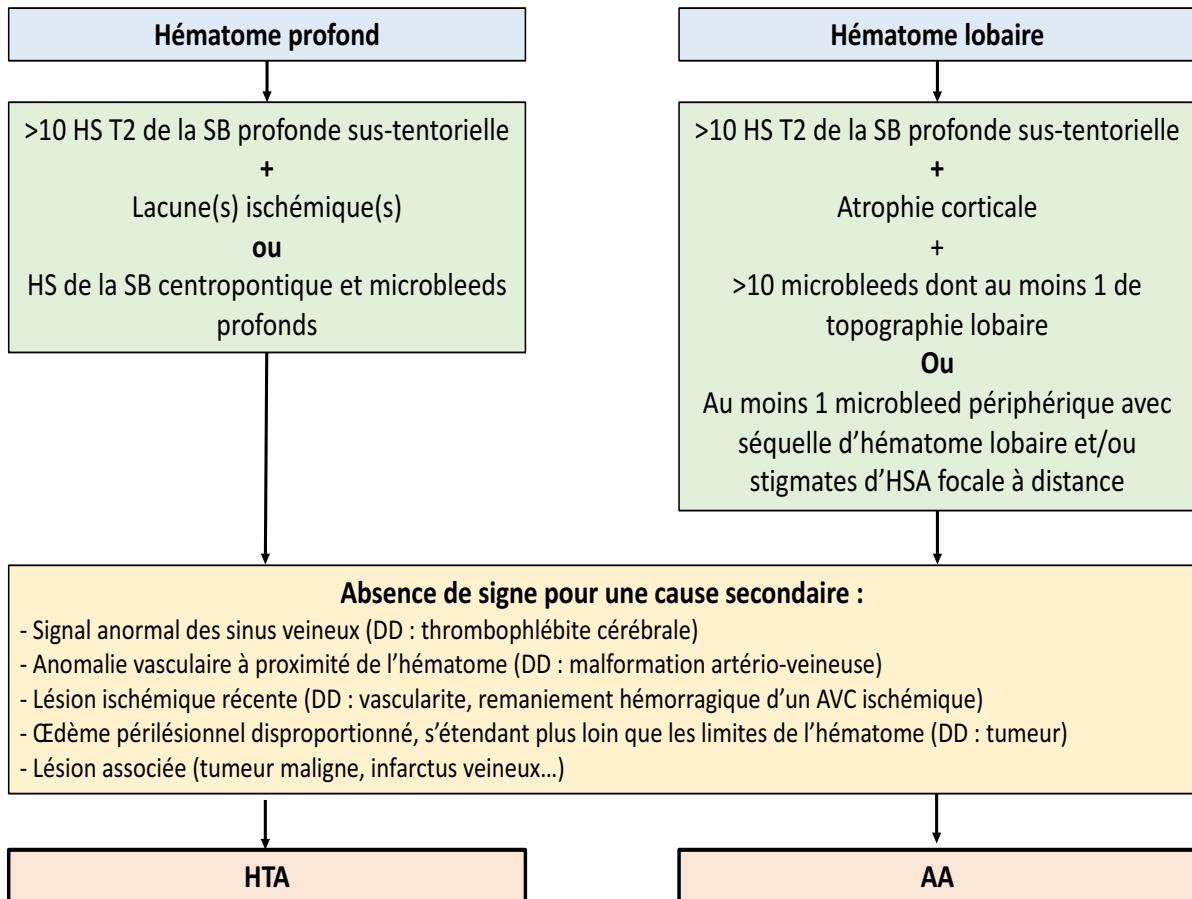 Hématome profond
>10 HS T2 de la SB profonde sus-tentorielle
+
Lacune(s) ischémique(s)
ou
HS de la SB centropontique et microbleeds
profonds
Hématome lobaire
>10 HS T2 de la SB profonde sus-tentorielle
+
Atrophie corticale
+
>10 microbleeds dont au moins 1 de
topographie lobaire
Ou
Au moins 1 microbleed périphérique avec
séquelle d’hématome lobaire et/ou
stigmates d’HSA focale à distance
Absence de signe pour une cause secondaire :
- Signal anormal des sinus veineux (DD : thrombophlébite cérébrale)
- Anomalie vasculaire à proximité de l’hématome (DD : malformation artério-veineuse)
- Lésion ischémique récente (DD : vascularite, remaniement hémorragique d’un AVC ischémique)
- Œdème périlésionnel disproportionné, s’étendant plus loin que les limites de l’hématome (DD : tumeur)
- Lésion associée (tumeur maligne, infarctus veineux…)
HTA
AA